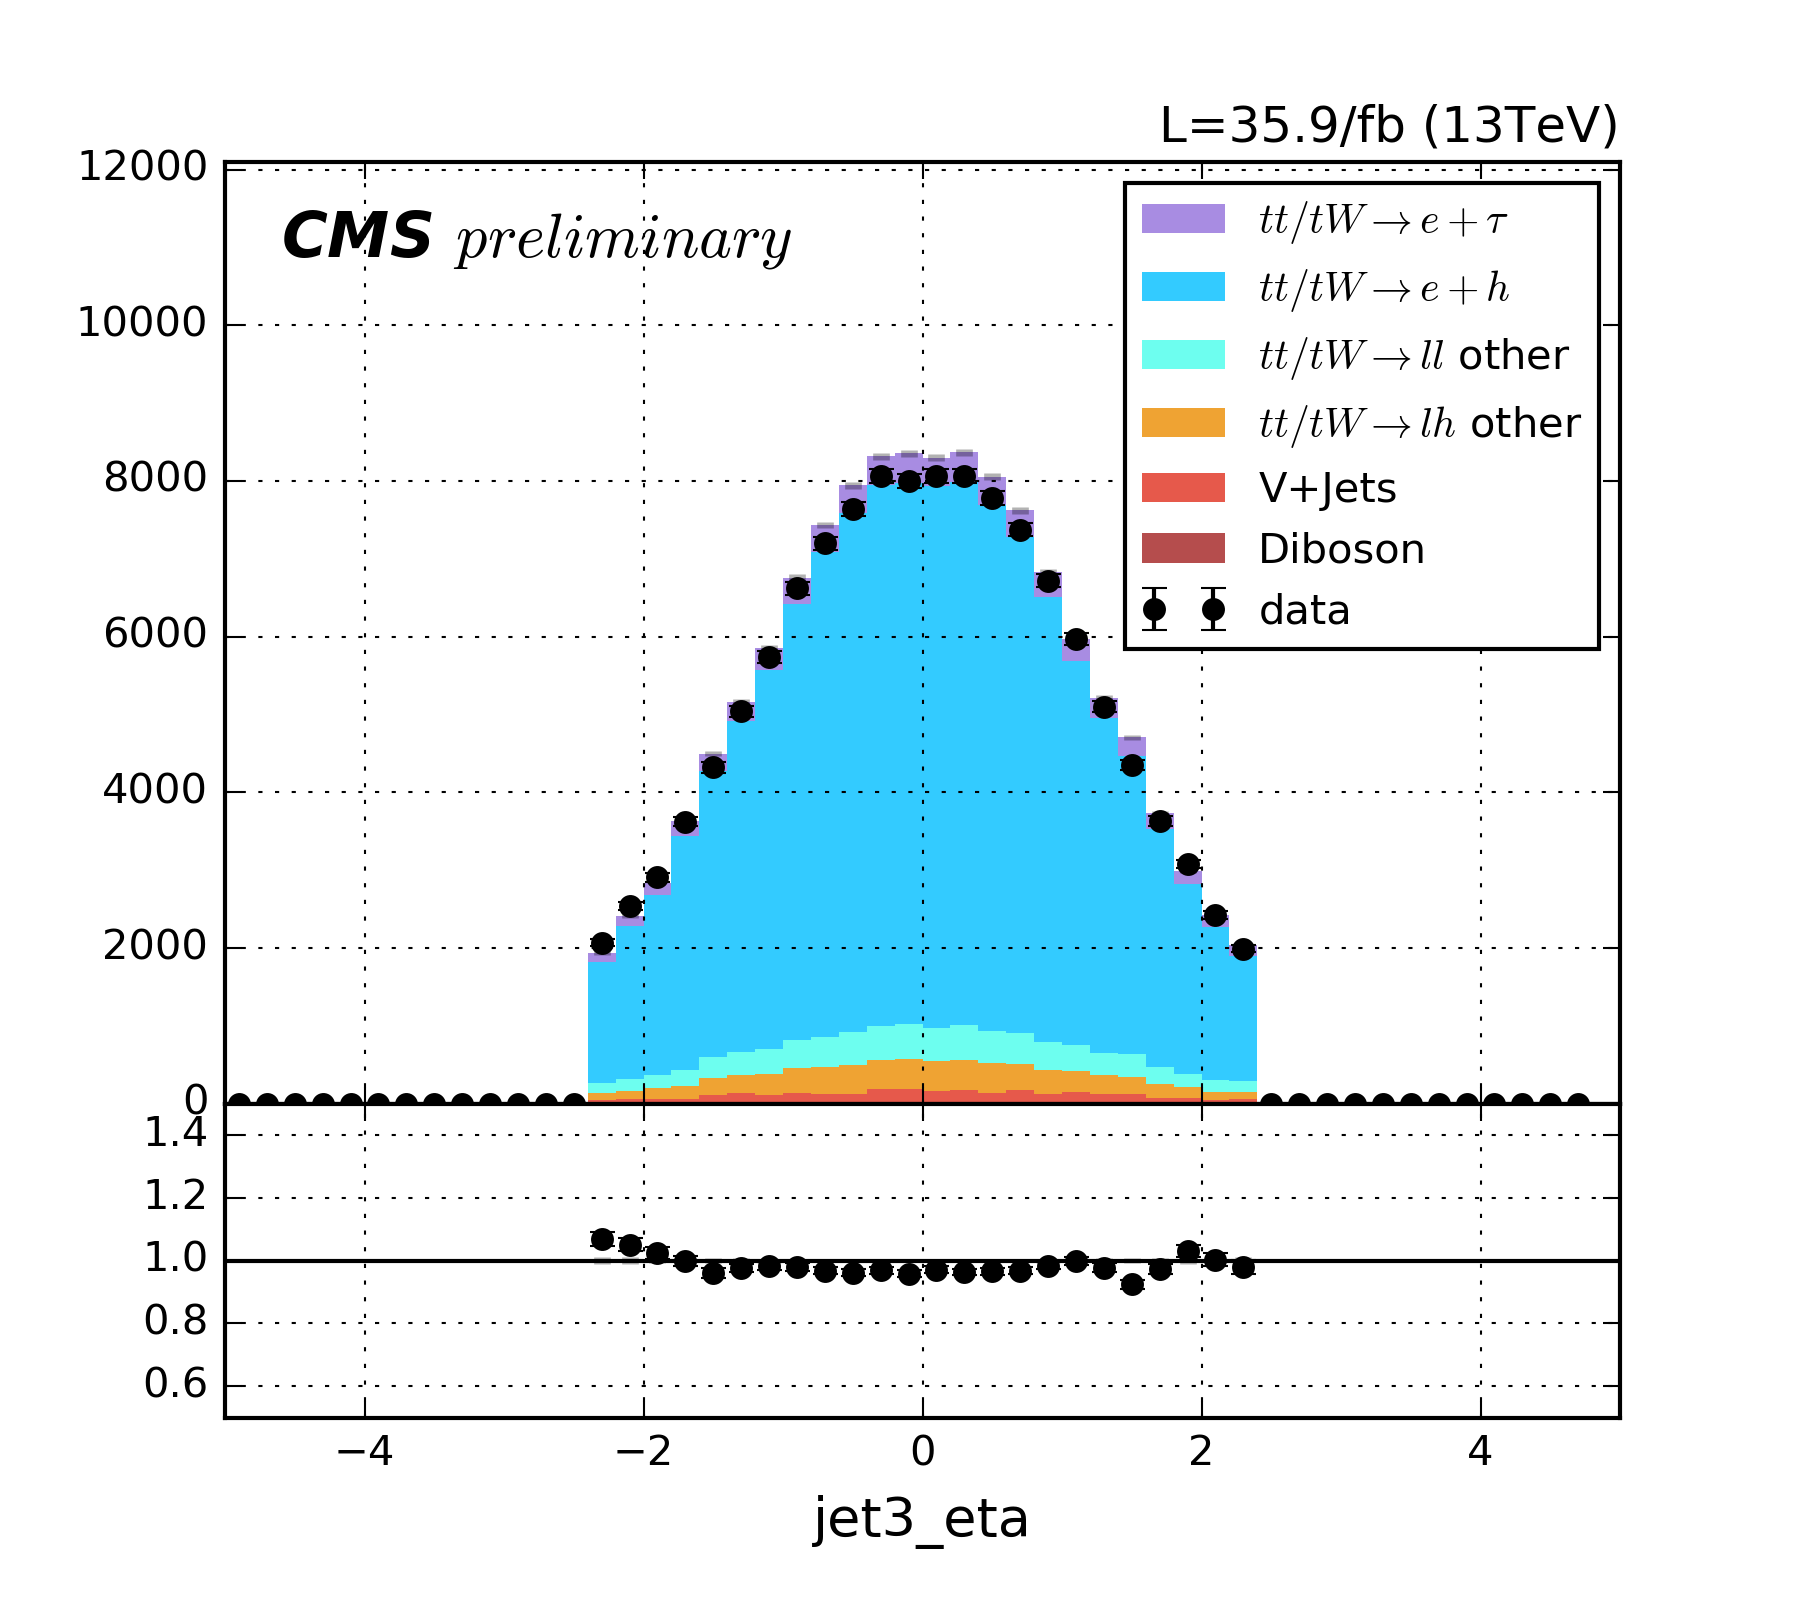 L=35.9/fb (13TeV)
CMS preliminary
12000
10000
8000
6000
4000
2000
0
tt/tW→e+τ
tt/tW→e+h
tt/tW→ll other
tt/tW→lh other
V+Jets
Diboson
data
1.4
1.2
1.0
0.8
0.6
−4 −2 0 2 4
jet3_eta